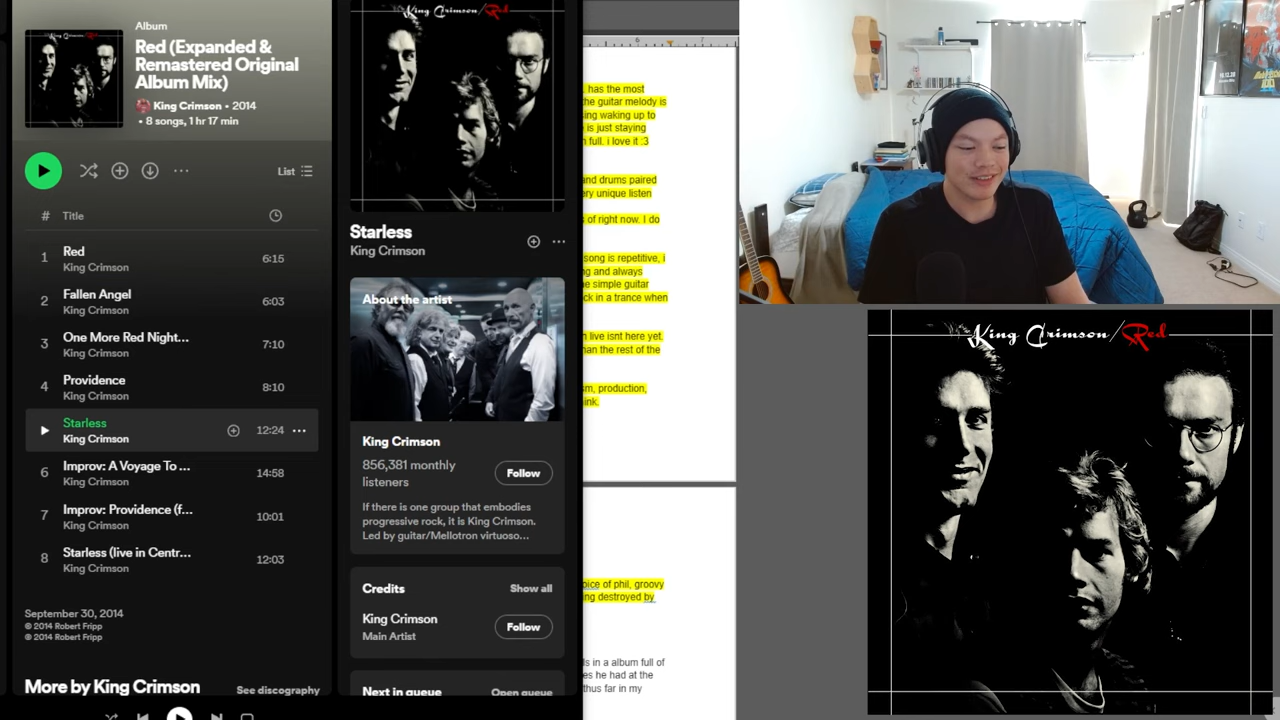 Album
Red (Expanded &
Remastered Original
Album Mix)
King Crimson • 2014
• 8 songs, 1 hr 17 min
List
# Title
1 Red 6:15
King Crimson
2 Fallen Angel 6:03
King Crimson
3 One More Red Night... 7:10
King Crimson
4 Providence 8:10
King Crimson
Starless 12:24
King Crimson
6 Improv: A Voyage To ... 14:58
King Crimson
7 Improv: Providence (f... 10:01
King Crimson
8 Starless (live in Centr... 12:03
King Crimson
September 30, 2014
© 2014 Robert Fripp
℗ 2014 Robert Fripp
More by King Crimson See discography
King Crimson/Red
Starless
King Crimson
About the artist
King Crimson
856,381 monthly
listeners
Follow
If there is one group that embodies
progressive rock, it is King Crimson.
Led by guitar/Mellotron virtuoso...
Credits Show all
King Crimson
Main Artist
Follow
Next in queue Open queue
6 7
has the most
the guitar melody is
ing waking up to
is just staying
full. i love it :3
and drums paired
ery unique listen
of right now. I do
song is repetitive, i
g and always
e simple guitar
ck in a trance when
live isnt here yet.
han the rest of the
sm, production,
ink.
oice of phil, groovy
ing destroyed by
ls in a album full of
es he had at the
thus far in my
King Crimson/Red